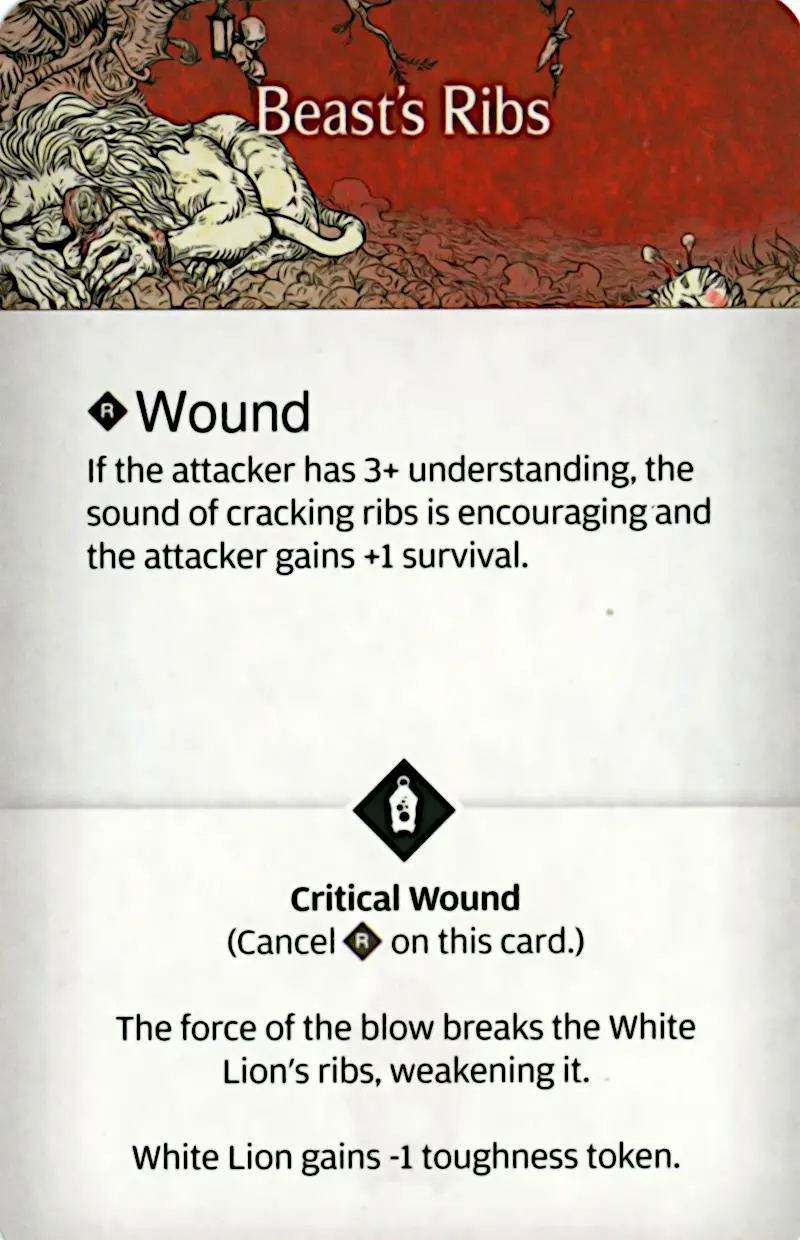 Beast's Ribs
R Wound
If the attacker has 3+ understanding, the
sound of cracking ribs is encouraging and
the attacker gains +1 survival.
Critical Wound
(Cancel R on this card.)
The force of the blow breaks the White
Lion's ribs, weakening it.
White Lion gains -1 toughness token.